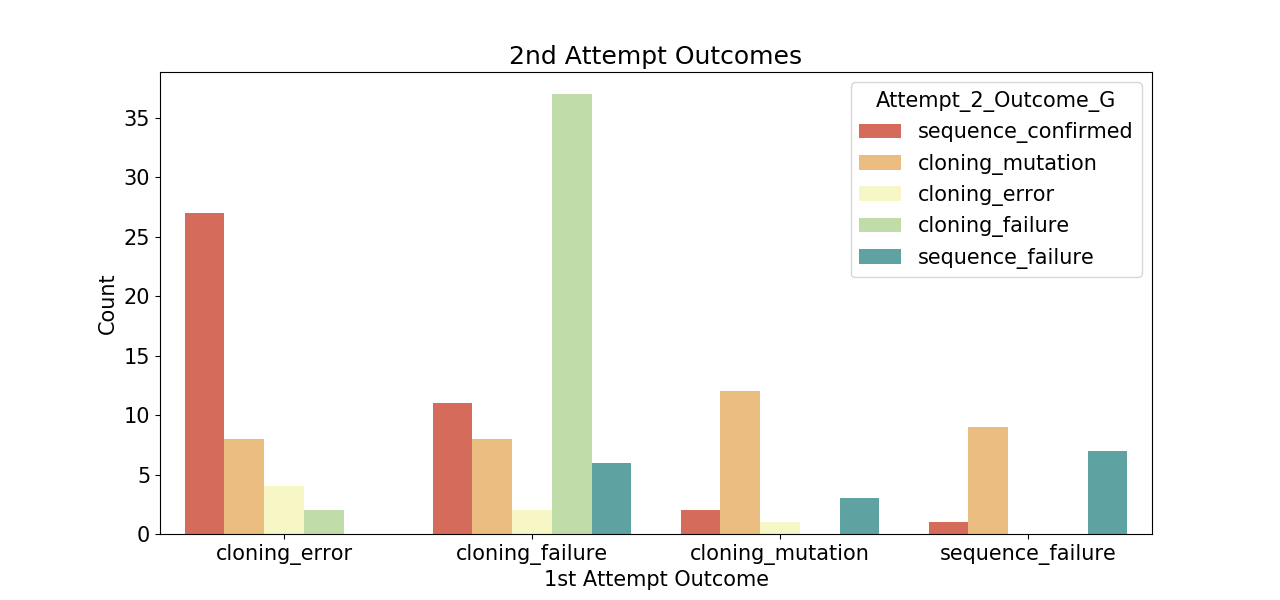 2nd Attempt Outcomes
Attempt_2_Outcome_G
sequence_confirmed
cloning_mutation
cloning_error
cloning_failure
sequence_failure
Count
35
30
25
20
15
10
5
0
cloning_error
cloning_failure
cloning_mutation
sequence_failure
1st Attempt Outcome